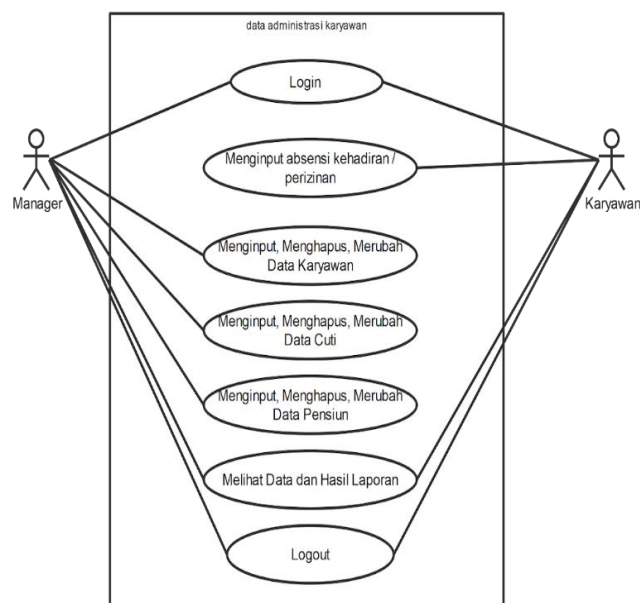 data administrasi karyawan
Login
Menginput absensi kehadiran /
perizinan
Manager
Karyawan
Menginput, Menghapus, Merubah
Data Karyawan
Menginput, Menghapus, Merubah
Data Cuti
Menginput, Menghapus, Merubah
Data Pensiun
Melihat Data dan Hasil Laporan
Logout